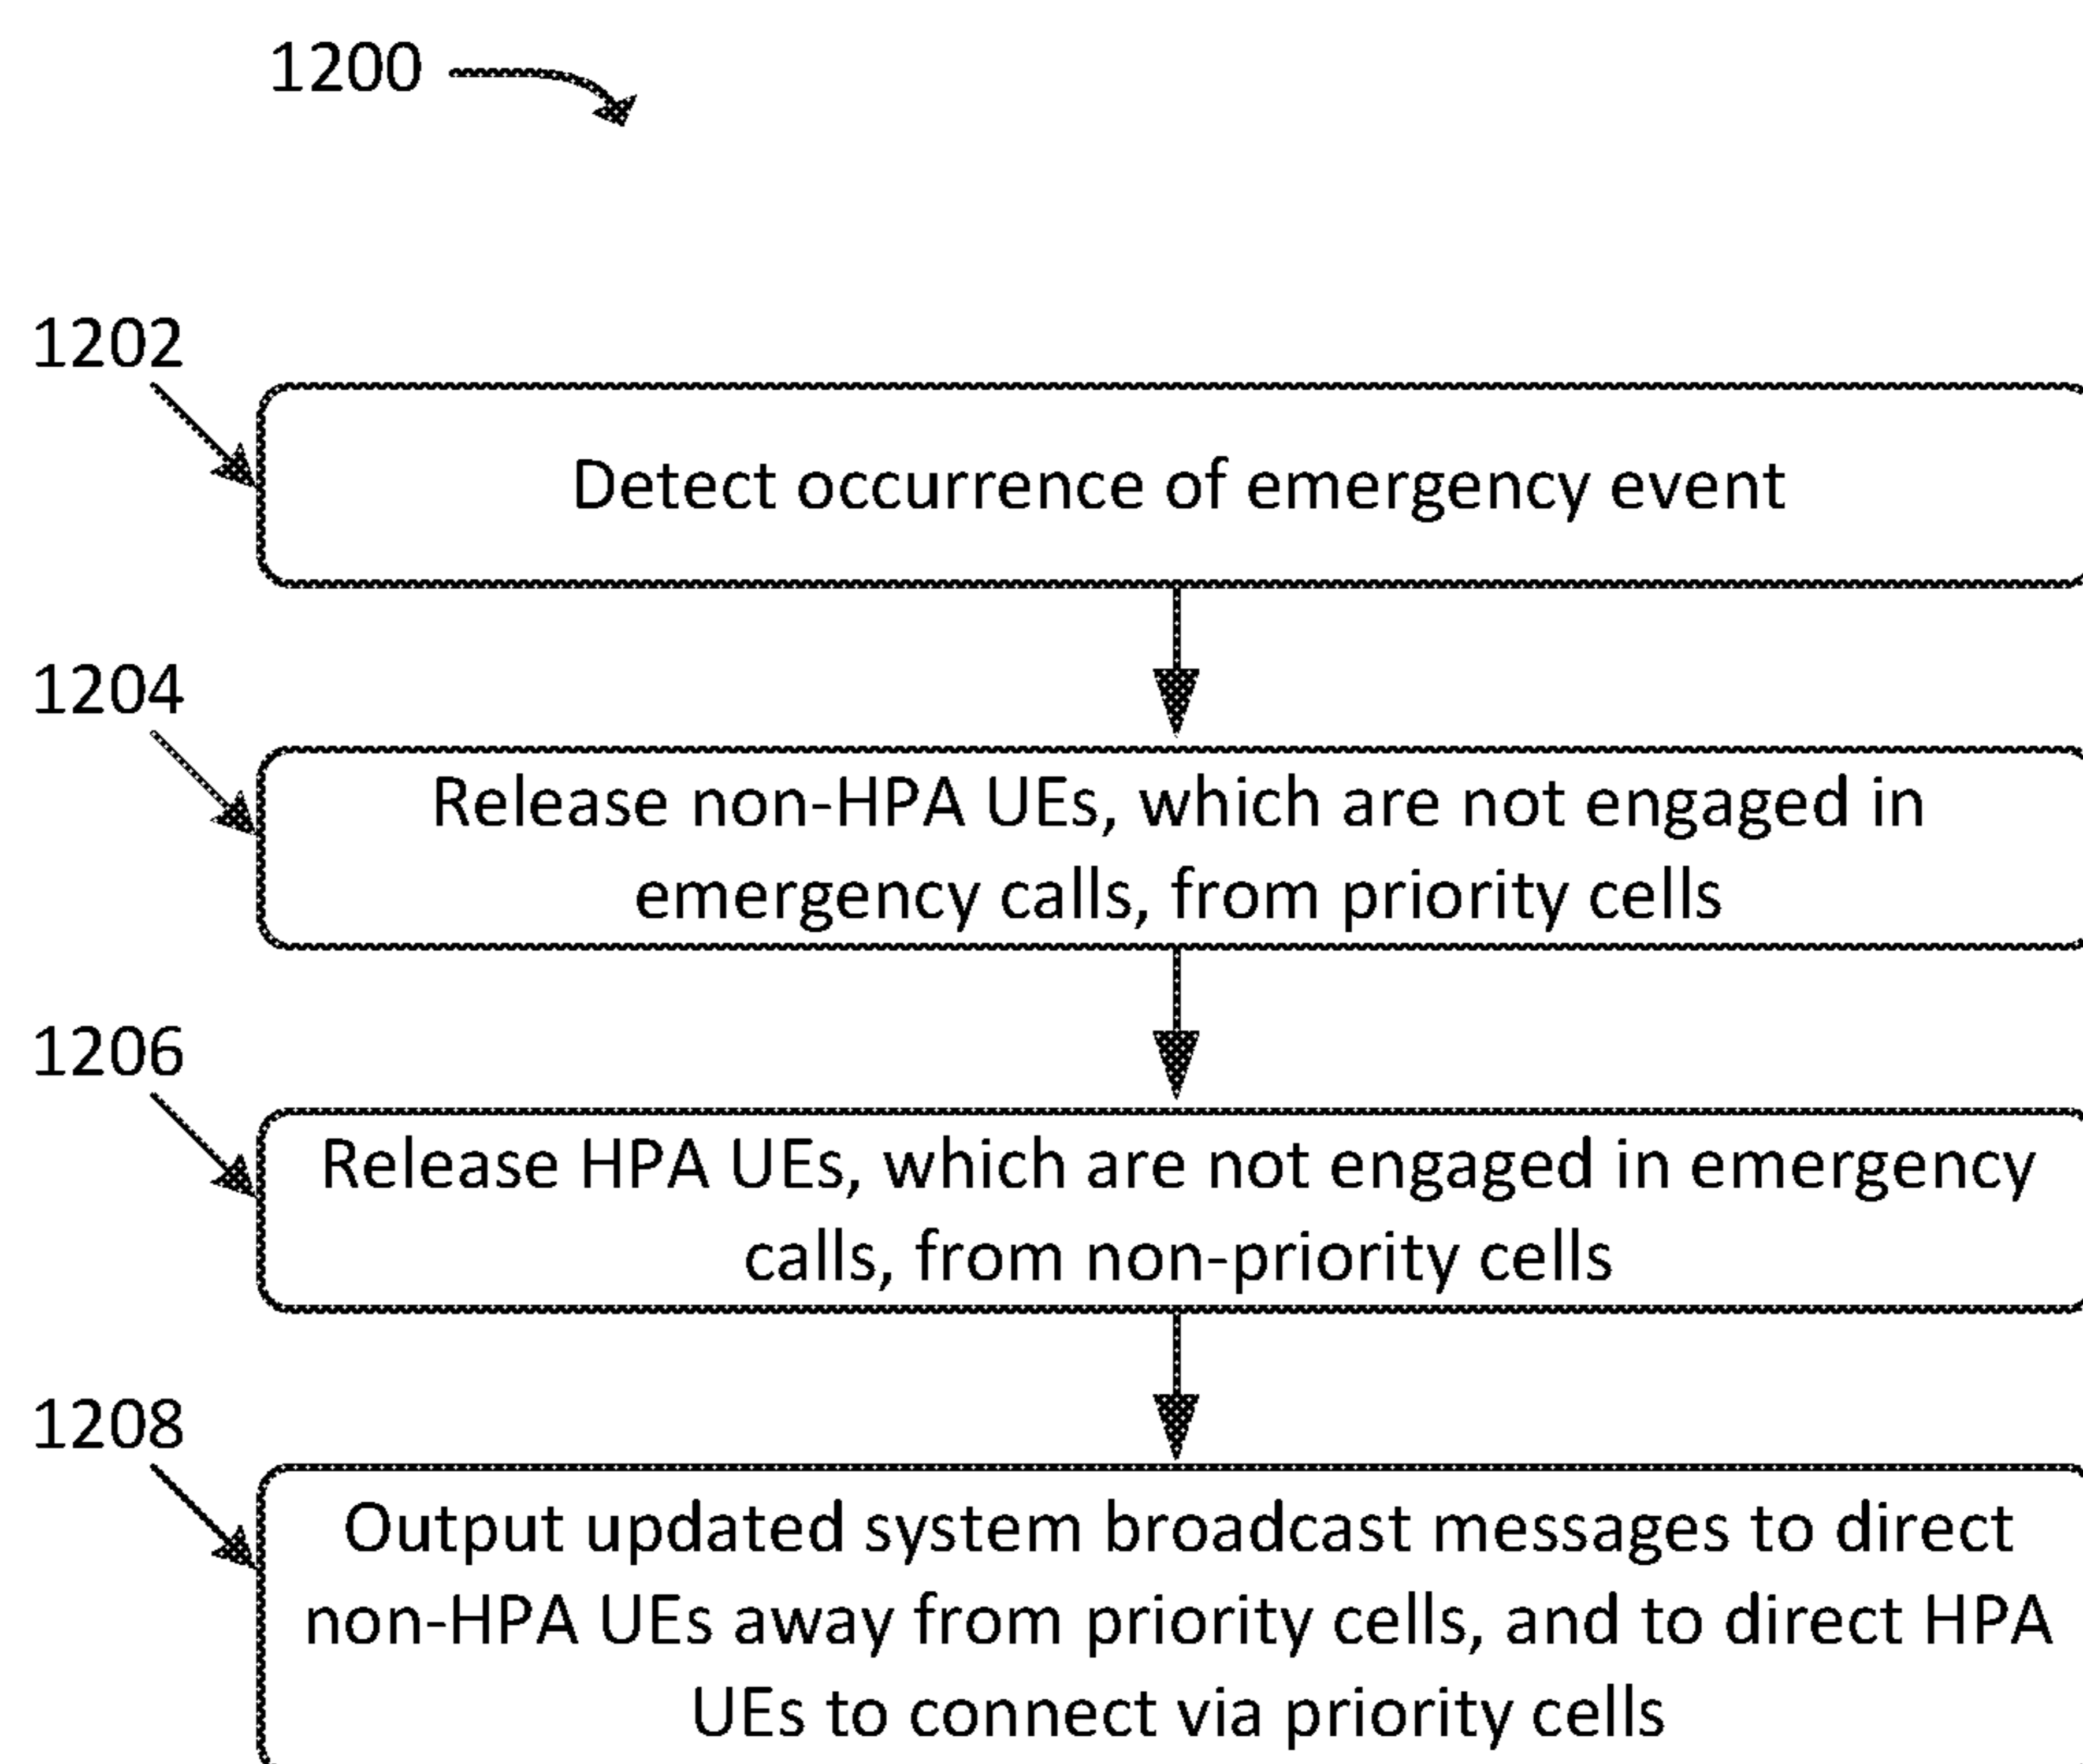 1200
1202
Detect occurrence of emergency event
1204
Release non-HPA UEs, which are not engaged in
emergency calls, from priority cells
1206
Release HPA UEs, which are not engaged in emergency
calls, from non-priority cells
1208
Output updated system broadcast messages to direct
non-HPA UEs away from priority cells, and to direct HPA
UEs to connect via priority cells